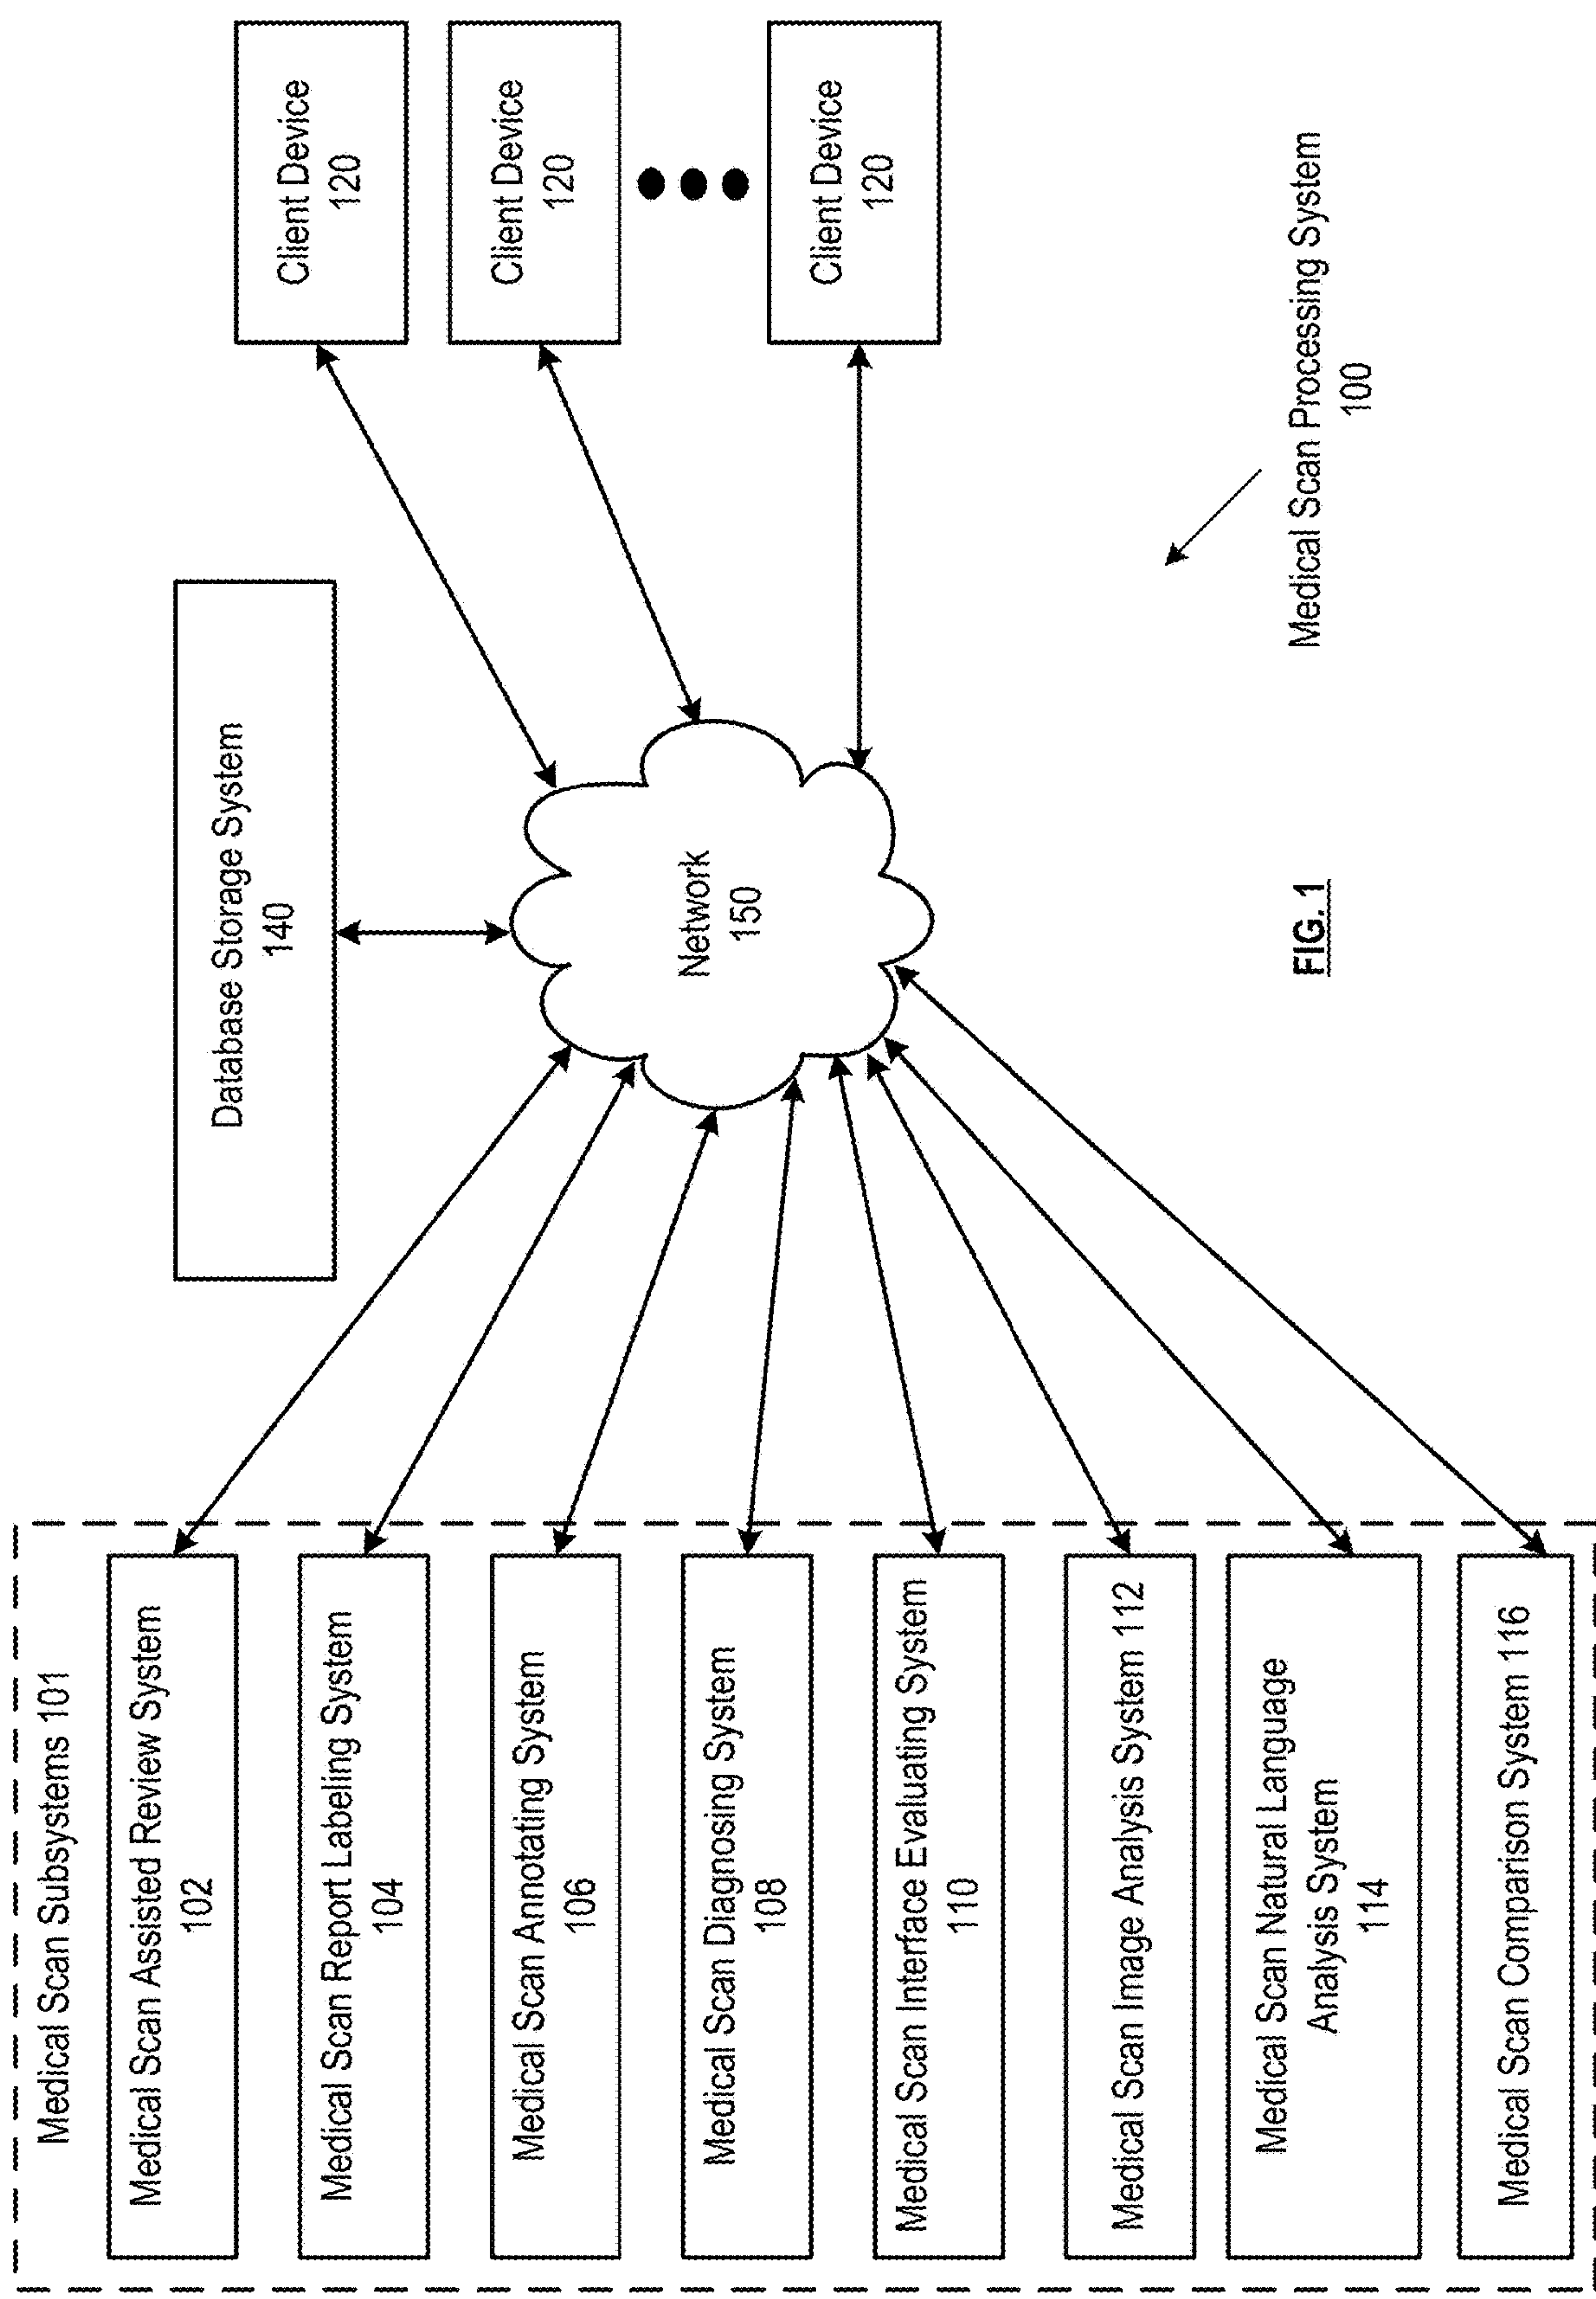 Medical Scan Subsystems 101
Medical Scan Assisted Review System
102
Medical Scan Report Labeling System
104
Medical Scan Annotating System
106
Medical Scan Diagnosing System
108
Medical Scan Interface Evaluating System
110
Medical Scan Image Analysis System 112
Medical Scan Natural Language
Analysis System
114
Medical Scan Comparison System 116
Database Storage System
140
Network
150
Client Device
120
Client Device
120
Client Device
120
Medical Scan Processing System
100
FIG. 1